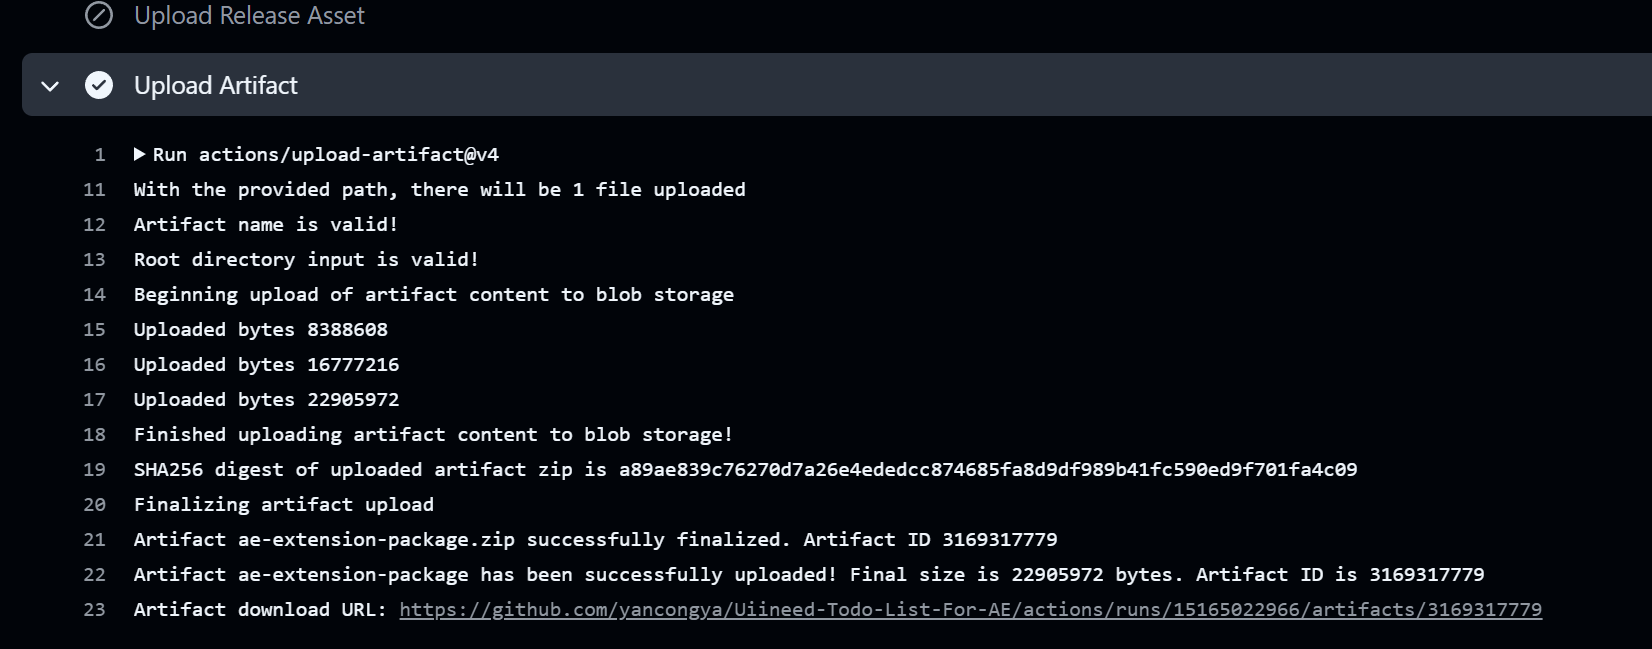 Upload Release Asset
Upload Artifact
1 Run actions/upload-artifact@v4
11 With the provided path, there will be 1 file uploaded
12 Artifact name is valid!
13 Root directory input is valid!
14 Beginning upload of artifact content to blob storage
15 Uploaded bytes 8388608
16 Uploaded bytes 16777216
17 Uploaded bytes 22905972
18 Finished uploading artifact content to blob storage!
19 SHA256 digest of uploaded artifact zip is a89ae839c76270d7a26e4ededcc874685fa8d9df989b41fc590ed9f701fa4c09
20 Finalizing artifact upload
21 Artifact ae-extension-package.zip successfully finalized. Artifact ID 3169317779
22 Artifact ae-extension-package has been successfully uploaded! Final size is 22905972 bytes. Artifact ID is 3169317779
23 Artifact download URL: https://github.com/yancongya/Uiineed-Todo-List-For-AE/actions/runs/15165022966/artifacts/3169317779